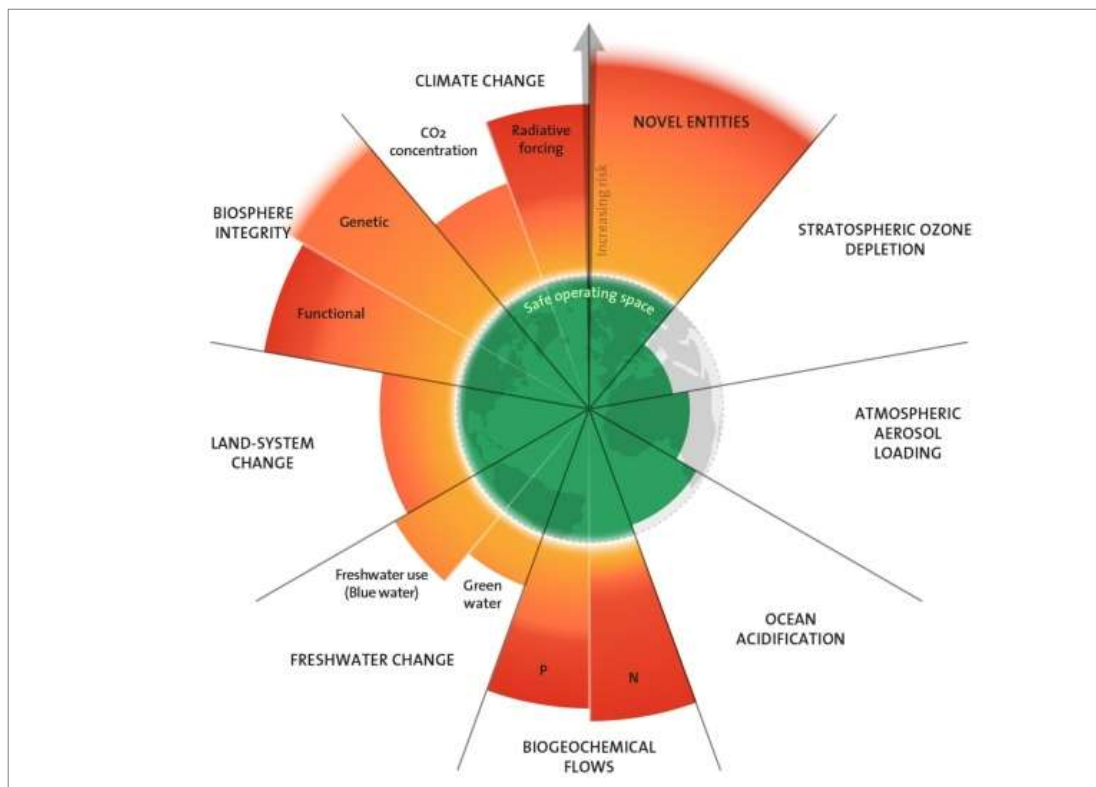 CLIMATE CHANGE
CO2
concentration
Radiative
forcing
NOVEL ENTITIES
Increasing risk
STRATOSPHERIC OZONE
DEPLETION
BIOSPHERE
INTEGRITY
Genetic
Functional
Safe operating space
ATMOSPHERIC
AEROSOL
LOADING
LAND-SYSTEM
CHANGE
Freshwater use
(Blue water)
Green
water
FRESHWATER CHANGE
OCEAN
ACIDIFICATION
P
N
BIOGEOCHEMICAL
FLOWS